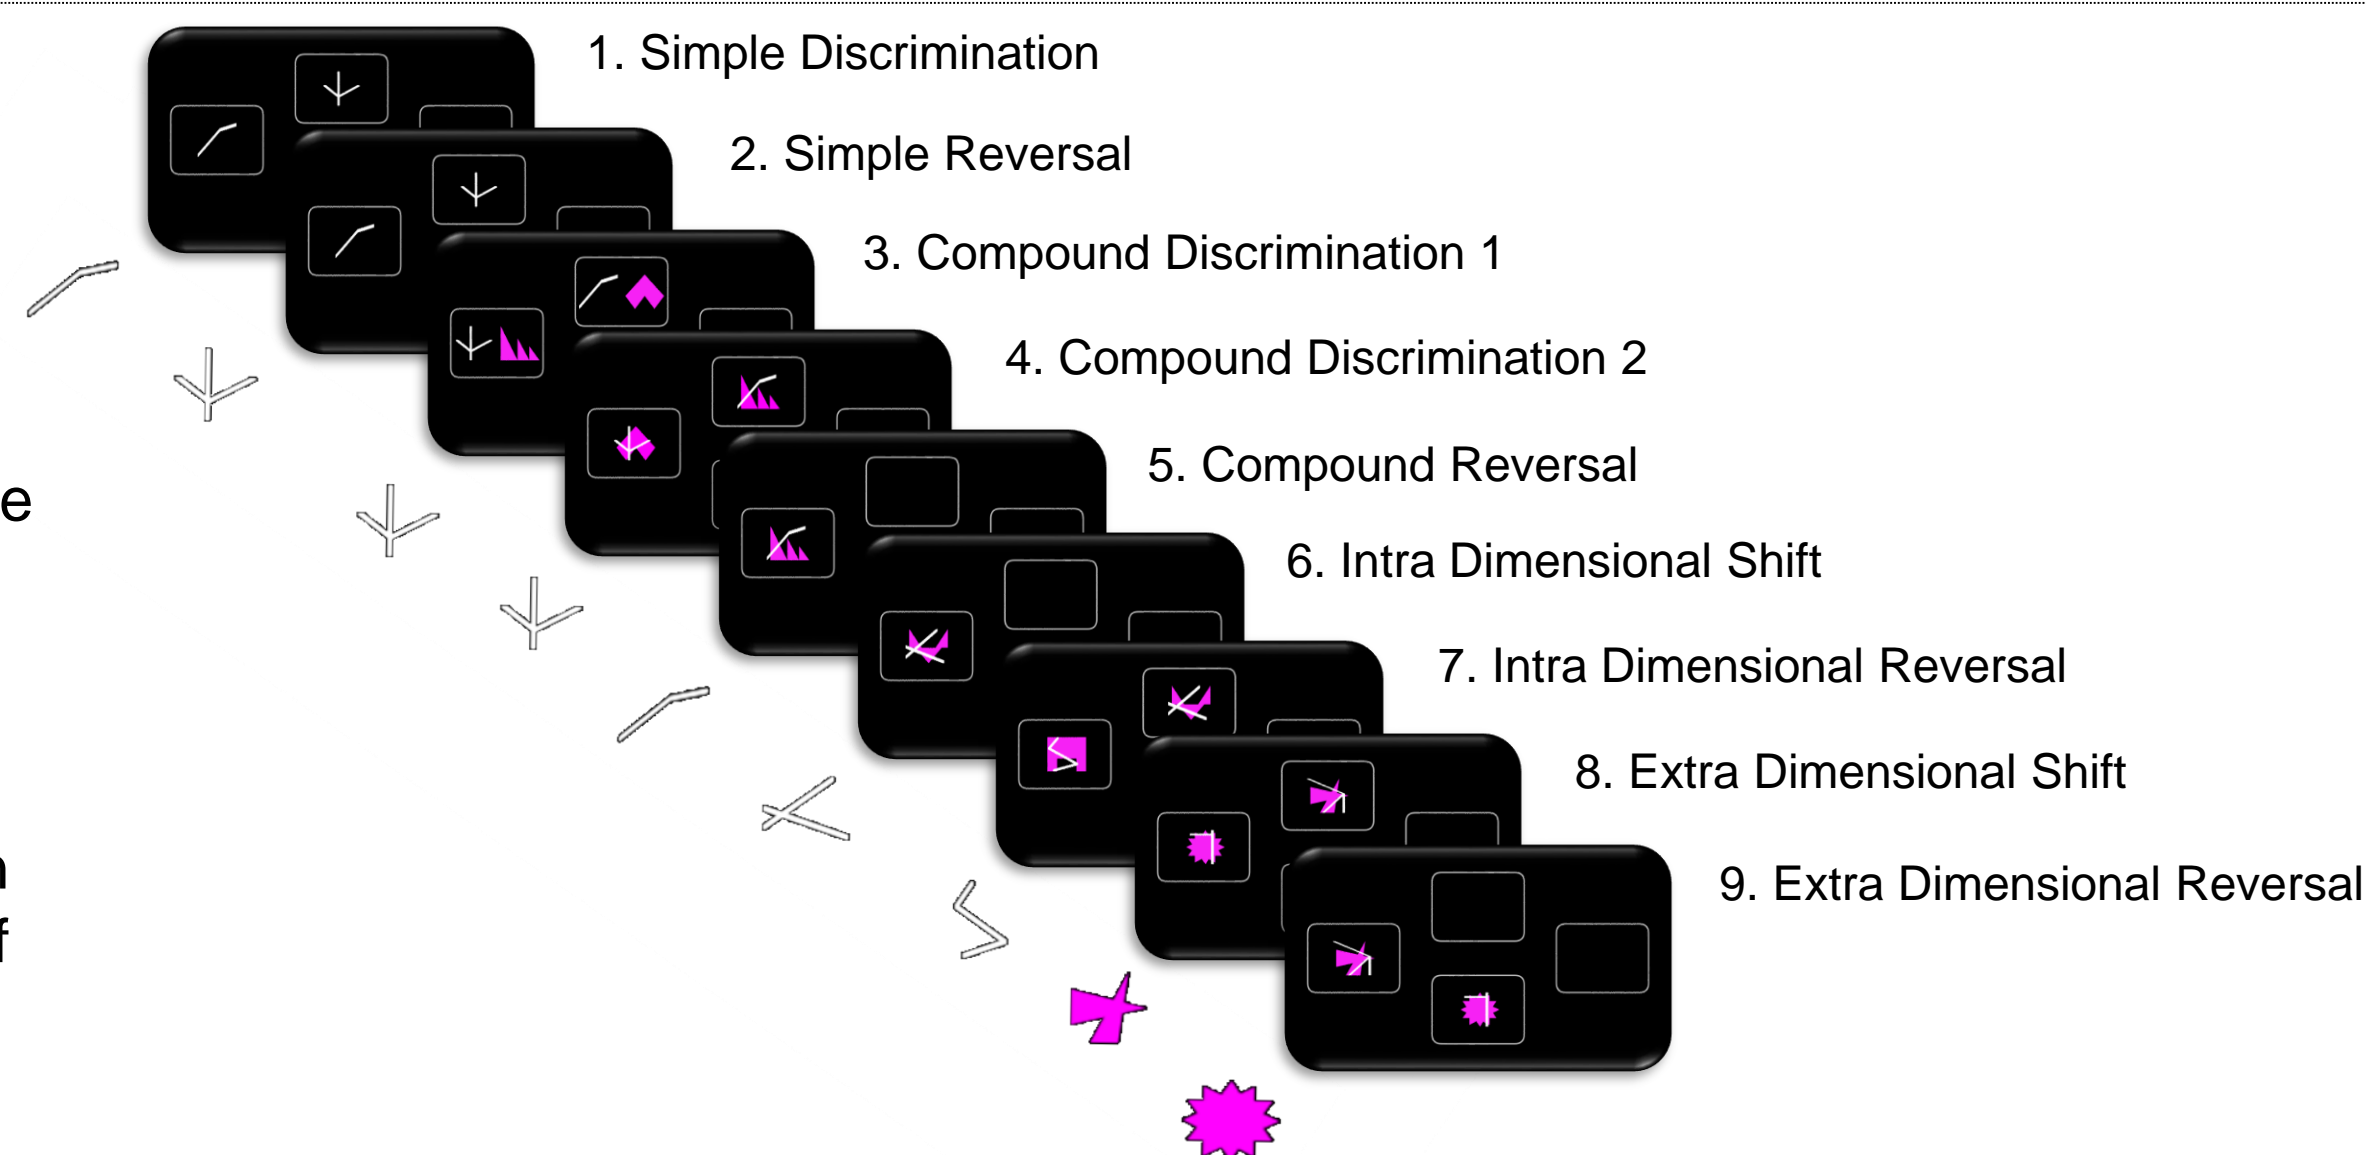 1. Simple Discrimination
2. Simple Reversal
3. Compound Discrimination 1
4. Compound Discrimination 2
5. Compound Reversal
e
6. Intra Dimensional Shift
7. Intra Dimensional Reversal
8. Extra Dimensional Shift
9. Extra Dimensional Reversal
f